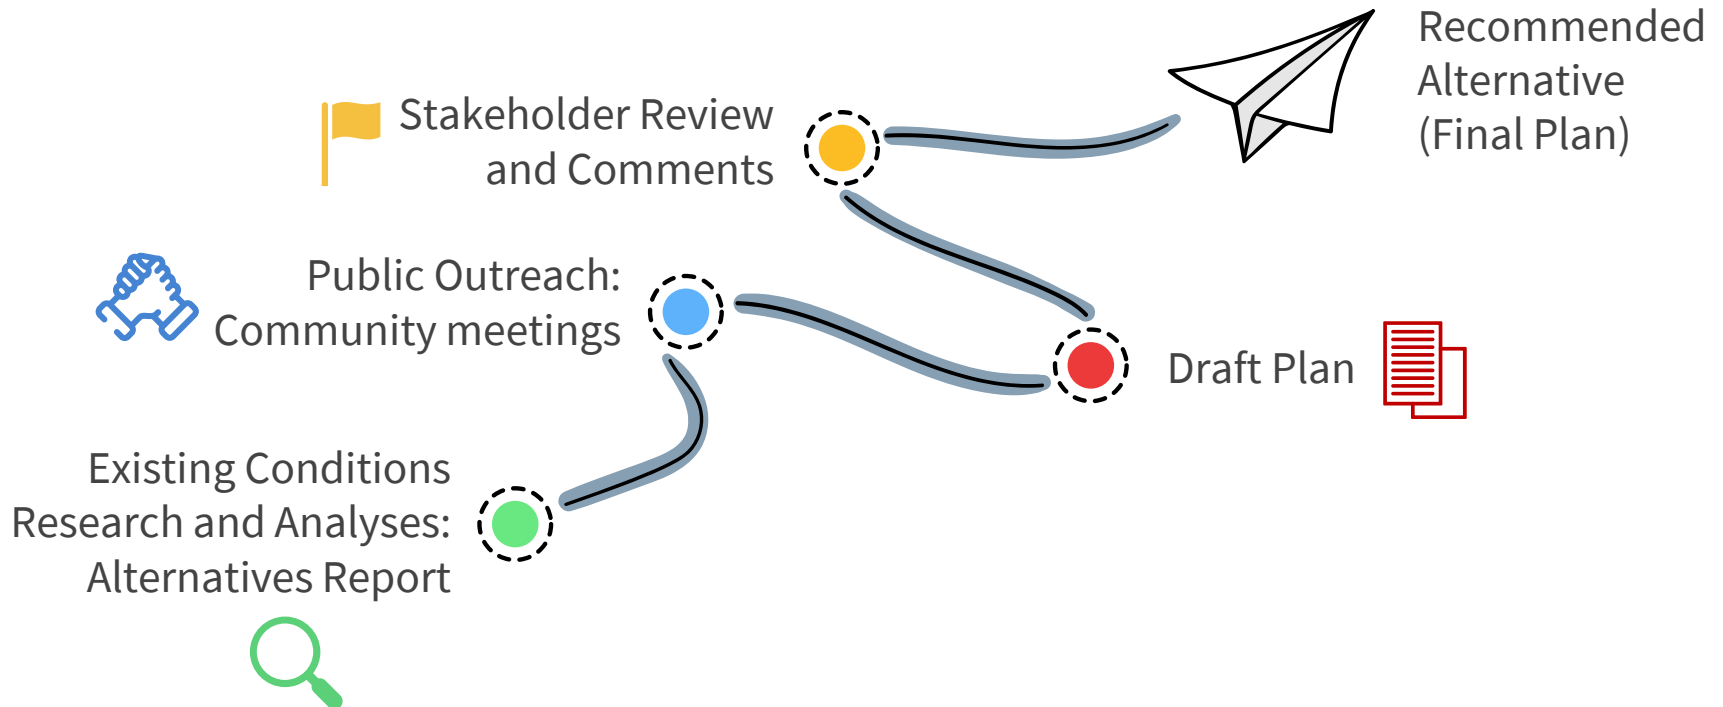 Recommended
Alternative
(Final Plan)
Stakeholder Review
and Comments
Public Outreach:
Community meetings
Draft Plan
Existing Conditions
Research and Analyses:
Alternatives Report